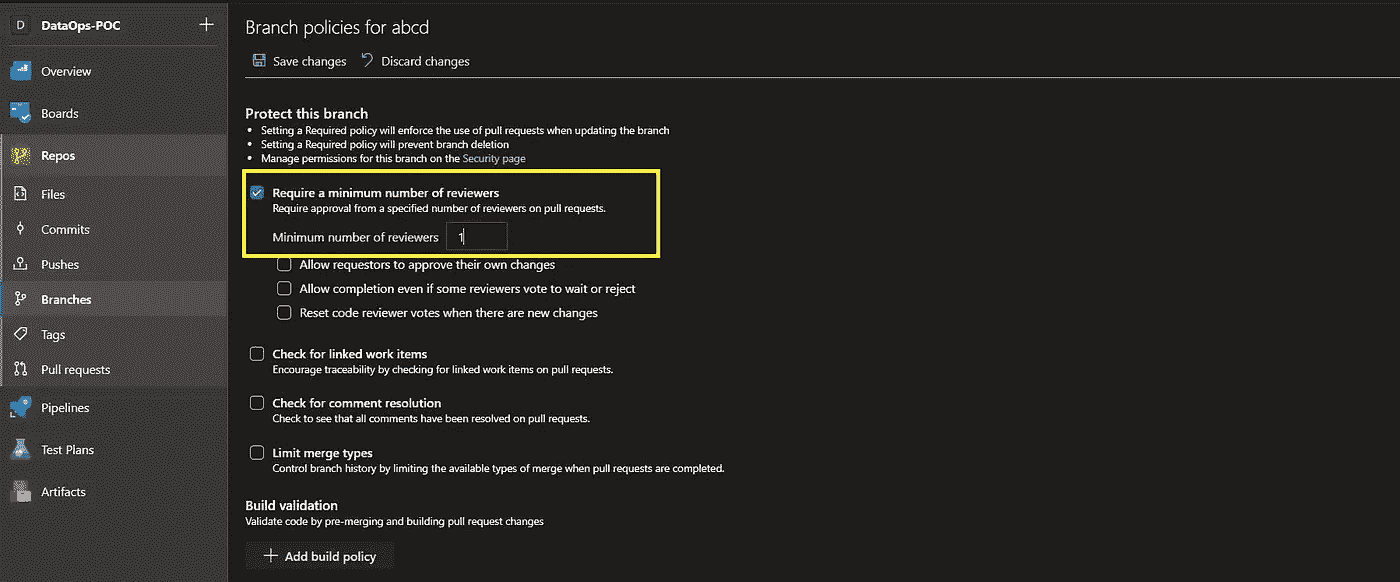 D DataOps-POC
Overview
Boards
Repos
Files
Commits
Pushes
Branches
Tags
Pull requests
Pipelines
Test Plans
Artifacts
Branch policies for abcd
Save changes Discard changes
Protect this branch
Setting a Required policy will enforce the use of pull requests when updating the branch
Setting a Required policy will prevent branch deletion
Manage permissions for this branch on the Security page
Require a minimum number of reviewers
Require approval from a specified number of reviewers on pull requests.
Minimum number of reviewers 1
Allow requestors to approve their own changes
Allow completion even if some reviewers vote to wait or reject
Reset code reviewer votes when there are new changes
Check for linked work items
Encourage traceability by checking for linked work items on pull requests.
Check for comment resolution
Check to see that all comments have been resolved on pull requests.
Limit merge types
Control branch history by limiting the available types of merge when pull requests are completed.
Build validation
Validate code by pre-merging and building pull request changes
Add build policy